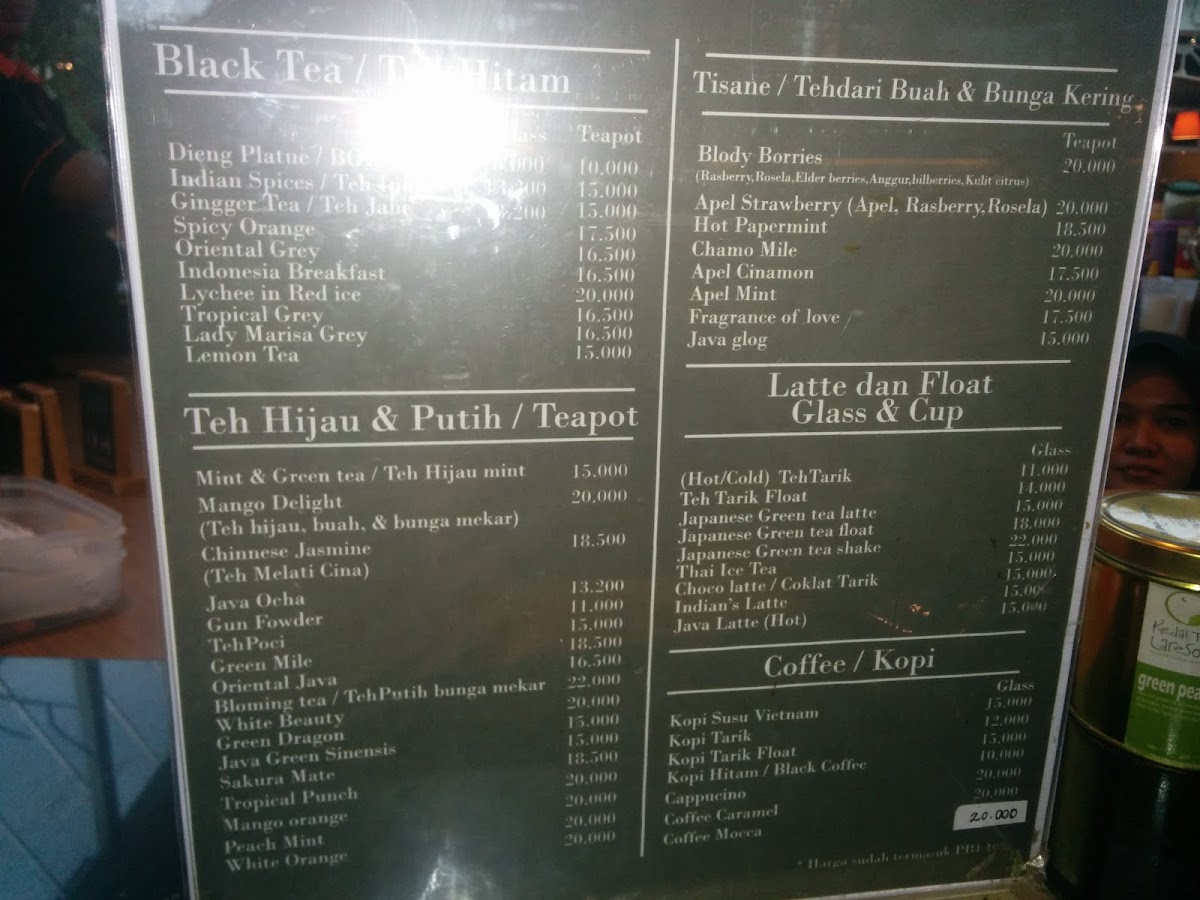 Black Tea / Teh Hitam
Teapot
Dieng Platne / 10.000
Indian Spices / Teh 15.000
Gingger Tea / Teh Jahe 15.000
Spicy Orange 17.500
Oriental Grey 16.500
Indonesia Breakfast 16.500
Lychee in Red ice 20.000
Tropical Grey 16.500
Lady Marisa Grey 16.500
Lemon Tea 15.000
Teh Hijau & Putih / Teapot
Mint & Green tea / Teh Hijau mint 15.000
Mango Delight 20.000
(Teh hijau, buah, & bunga mekar)
Chinnese Jasmine 18.500
(Teh Melati Cina)
Java Ocha 13.200
Gun Fowder 11.000
TehPoci 15.000
Green Mile 18.500
Oriental Java 16.500
Bloming tea / TehPutih bunga mekar 22.000
White Beauty 20.000
Green Dragon 15.000
Java Green Sinensis 15.000
Sakura Mate 18.500
Tropical Punch 20.000
Mango orange 20.000
Peach Mint 20.000
White Orange 20.000
Tisane / Tehdari Buah & Bunga Kering
Teapot
Blody Borries 20.000
(Rasberry,Rosela,Elder berries,Anggur,bilberries,Kulit citrus)
Apel Strawberry (Apel, Rasberry,Rosela) 20.000
Hot Papermint 18.500
Chamo Mile 20.000
Apel Cinamon 17.500
Apel Mint 20.000
Fragrance of love 17.500
Java glog 15.000
Latte dan Float
Glass & Cup
Glass
(Hot/Cold) TehTarik 11.000
Teh Tarik Float 14.000
Japanese Green tea latte 15.000
Japanese Green tea float 18.000
Japanese Green tea shake 22.000
Thai Ice Tea 15.000
Choco latte / Coklat Tarik 15.000
Indian's Latte 15.000
Java Latte (Hot) 15.000
Coffee / Kopi
Glass
Kopi Susu Vietnam 15.000
Kopi Tarik 12.000
Kopi Tarik Float 15.000
Kopi Hitam / Black Coffee 10.000
Cappucino 20.000
Coffee Caramel 20.000
Coffee Mocca 20.000
* Harga sudah termasuk
green